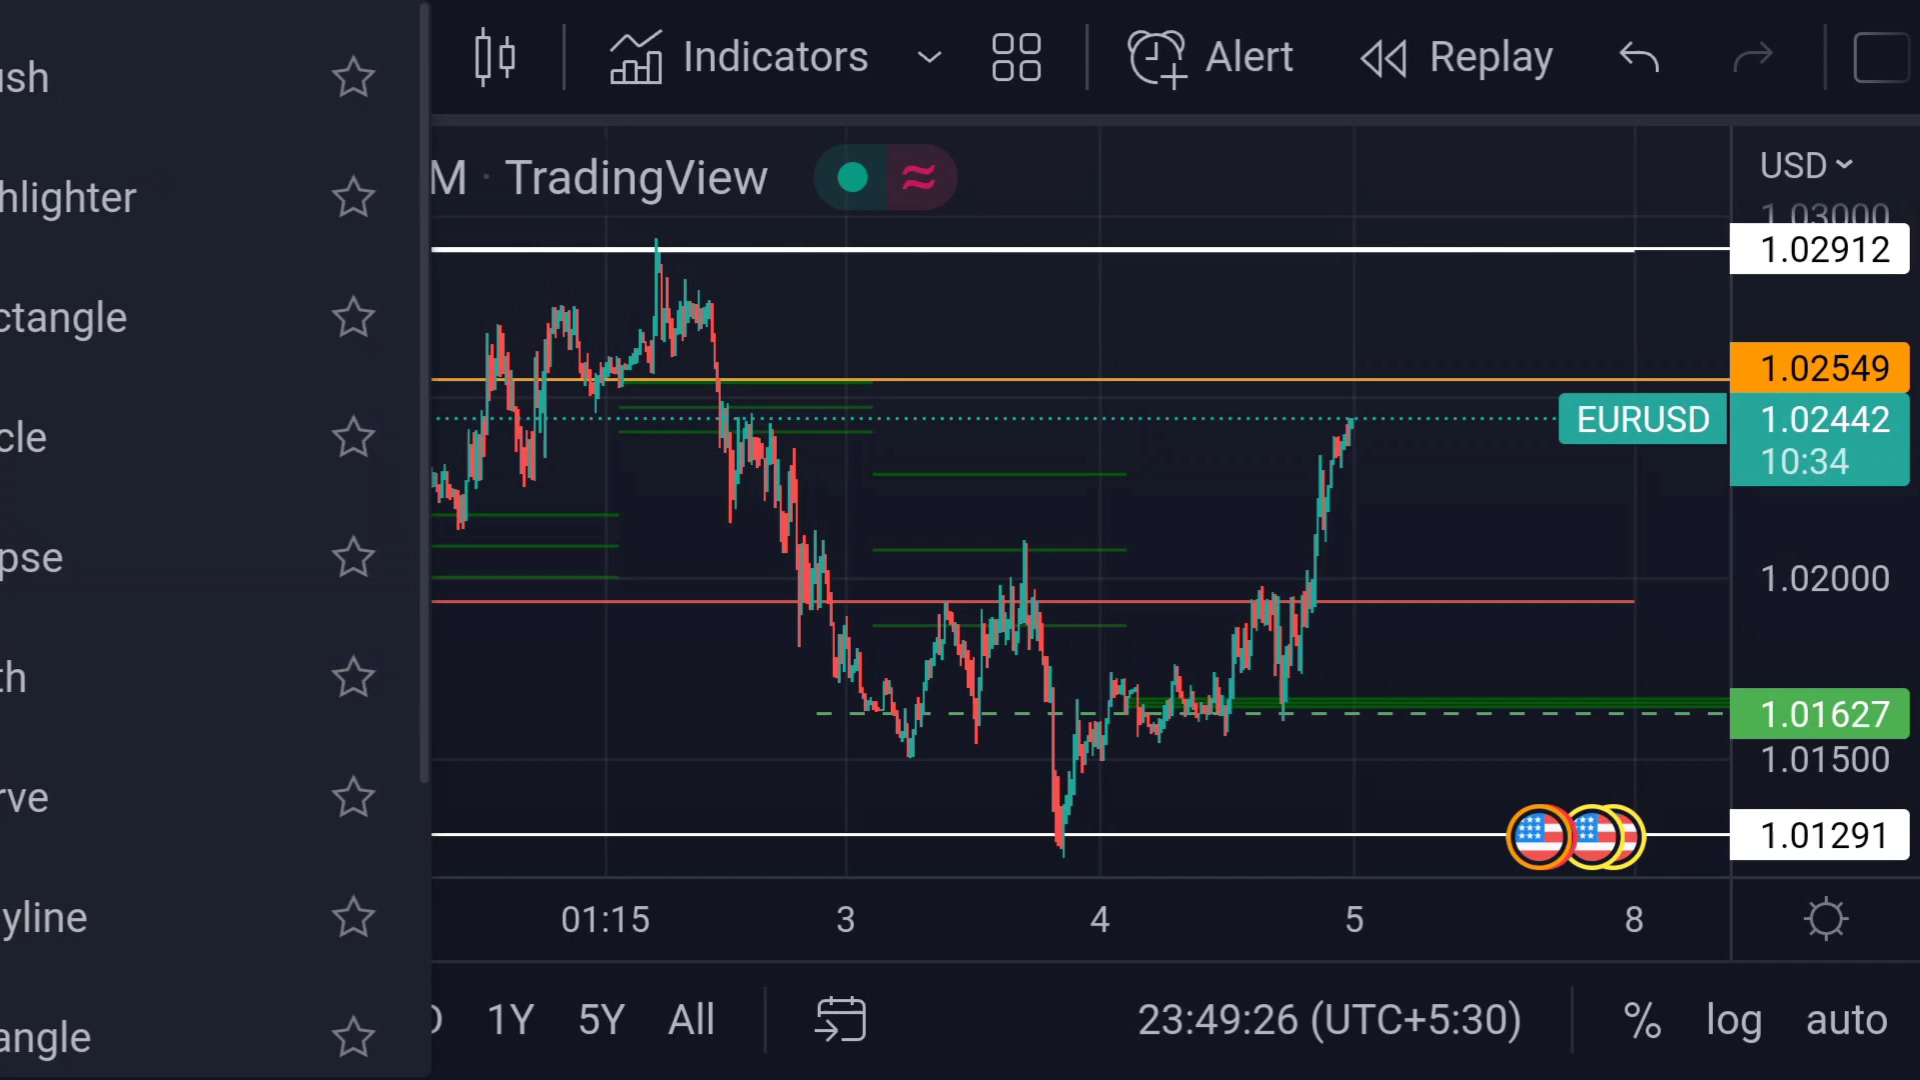 ush
Indicators
Alert
Replay
hlighter
M · TradingView
USD
1.03000
1.02912
ctangle
1.02549
EURUSD
1.02442
10:34
cle
pse
1.02000
th
1.01627
1.01500
rve
1.01291
yline
01:15
3
4
5
8
angle
D
1Y
5Y
All
23:49:26 (UTC+5:30)
%
log
auto